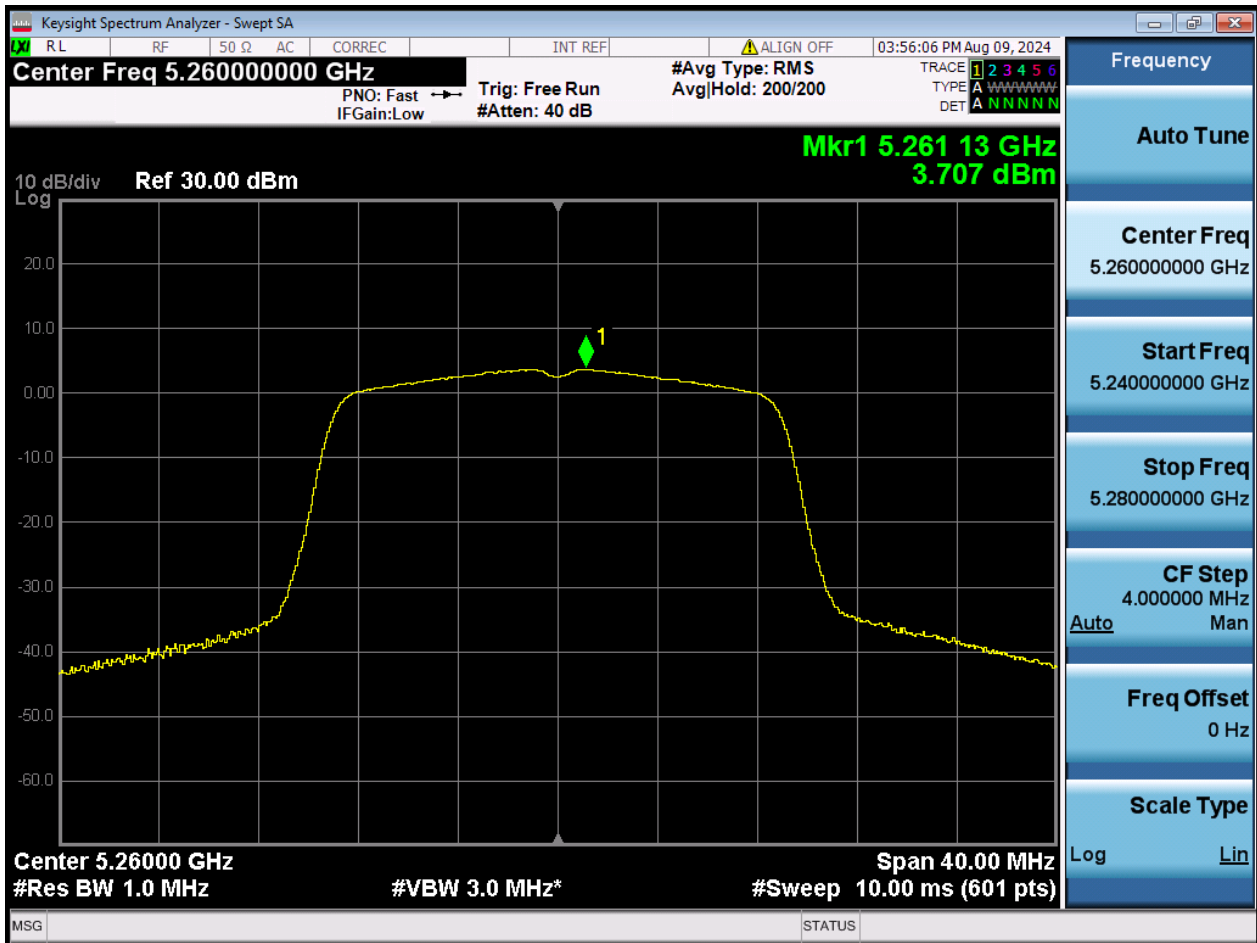 Keysight Spectrum Analyzer - Swept SA
LXI RL RF 50 Ω AC CORREC INT REF ALIGN OFF 03:56:06 PM Aug 09, 2024
Center Freq 5.260000000 GHz
PNO: Fast
IFGain:Low
Trig: Free Run
#Atten: 40 dB
#Avg Type: RMS
Avg|Hold: 200/200
TRACE 1 2 3 4 5 6
TYPE A WWWWW
DET A N N N N N
Mkr1 5.261 13 GHz
3.707 dBm
10 dB/div Ref 30.00 dBm
Log
20.0
10.0
0.00
-10.0
-20.0
-30.0
-40.0
-50.0
-60.0
1
Center 5.26000 GHz Span 40.00 MHz
#Res BW 1.0 MHz #VBW 3.0 MHz* #Sweep 10.00 ms (601 pts)
MSG STATUS
Frequency
Auto Tune
Center Freq
5.260000000 GHz
Start Freq
5.240000000 GHz
Stop Freq
5.280000000 GHz
CF Step
4.000000 MHz
Auto Man
Freq Offset
0 Hz
Scale Type
Log Lin